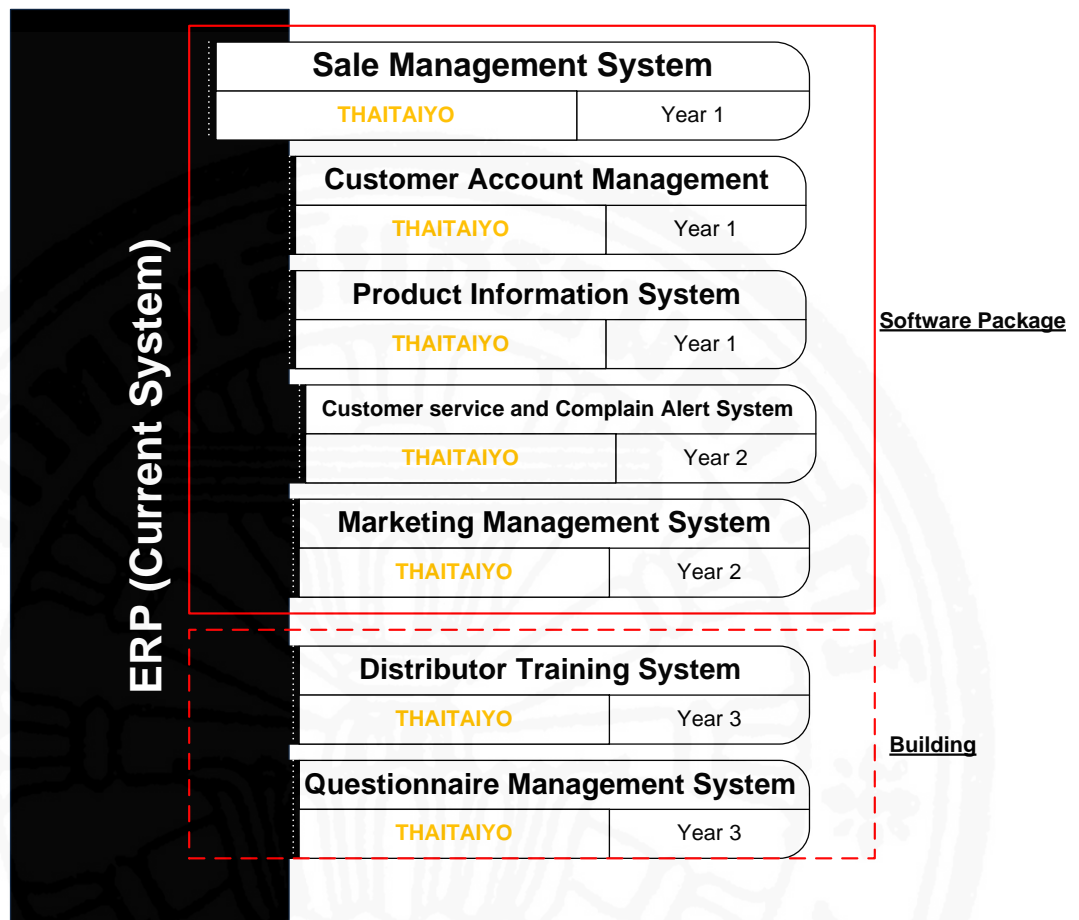 ERP (Current System)
Sale Management System
THAITAIYO
Year 1
Customer Account Management
THAITAIYO
Year 1
Product Information System
THAITAIYO
Year 1
Customer service and Complain Alert System
THAITAIYO
Year 2
Marketing Management System
THAITAIYO
Year 2
Software Package
Distributor Training System
THAITAIYO
Year 3
Questionnaire Management System
THAITAIYO
Year 3
Building